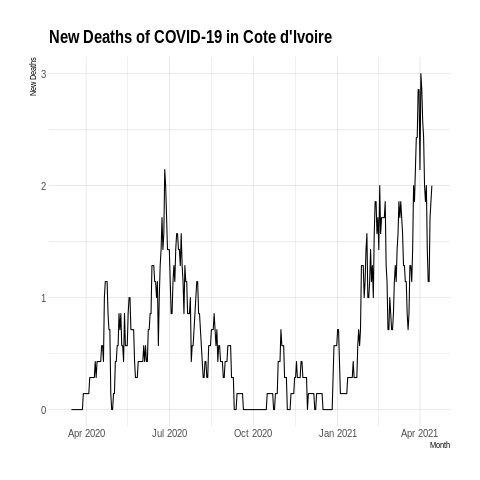 New Deaths of COVID-19 in Cote d'Ivoire
New Deaths
3
2
1
0
Apr 2020 Jul 2020 Oct 2020 Jan 2021 Apr 2021
Month